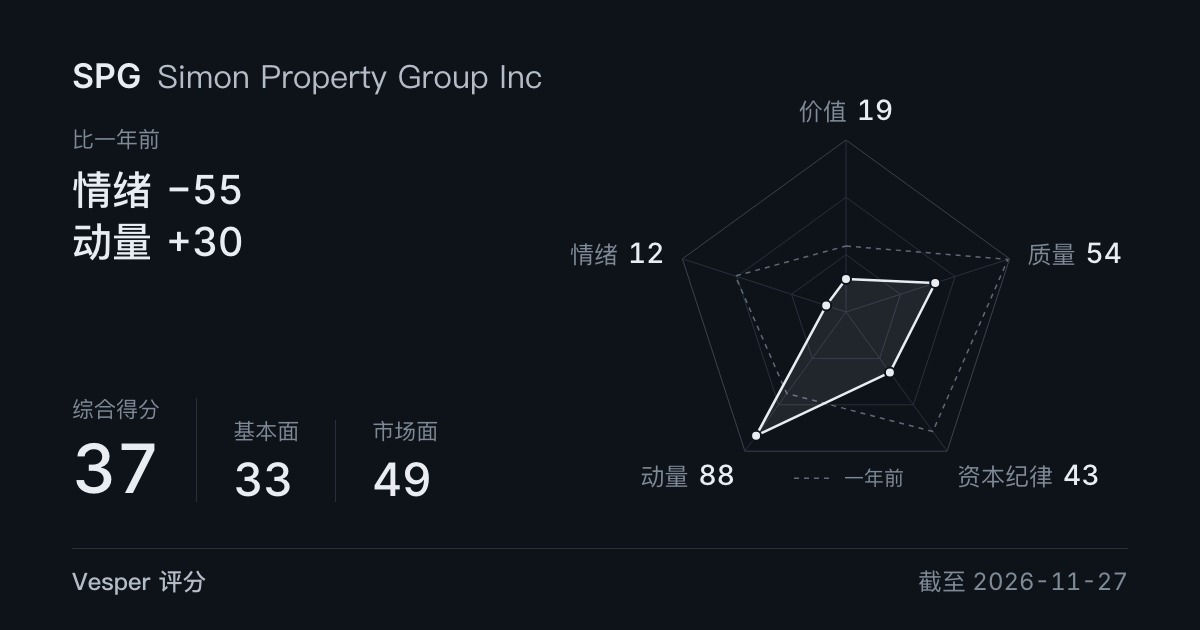 SPG Simon Property Group Inc
比一年前
情绪 −55
动量 +30
综合得分
37
基本面
33
市场面
49
价值 19
情绪 12
质量 54
动量 88
一年前
资本纪律 43
Vesper 评分
截至 2026-11-27